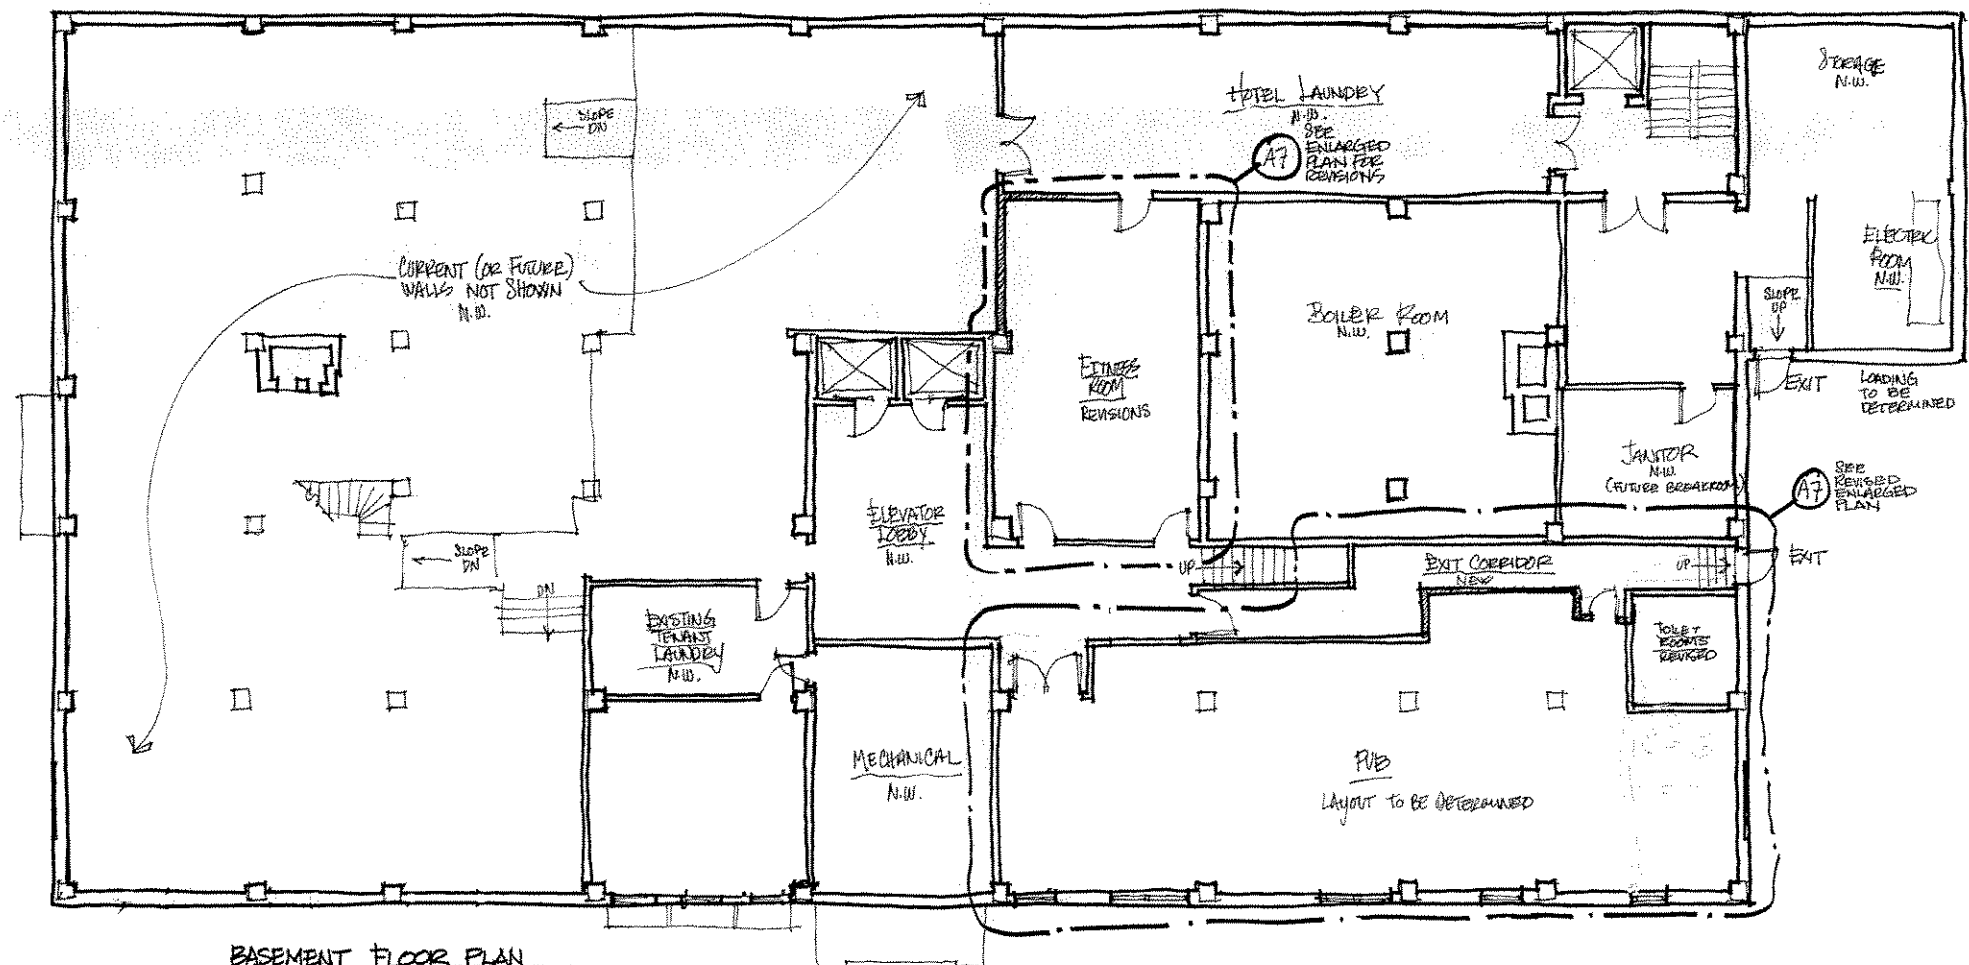 STORAGE
N.W.
HOTEL LAUNDRY
N.W.
SEE
ENLARGED
PLAN FOR
REVISIONS
A7
SLOPE
DN
CURRENT (OR FUTURE)
WALLS NOT SHOWN
N.W.
ELECTRIC
ROOM
N.W.
SLOPE
UP
BOILER ROOM
N.W.
FITNESS
ROOM
REVISIONS
EXIT
LOADING
TO BE
DETERMINED
JANITOR
N.W.
(FUTURE BREAKROOM)
A7
SEE
REVISED
ENLARGED
PLAN
ELEVATOR
LOBBY
N.W.
SLOPE
DN
DN
UP
EXIT CORRIDOR
NEW
UP
EXIT
EXISTING
TENANT
LAUNDRY
N.W.
TOILET
ROOMS
REVISED
MECHANICAL
N.W.
PUB
LAYOUT TO BE DETERMINED
BASEMENT FLOOR PLAN